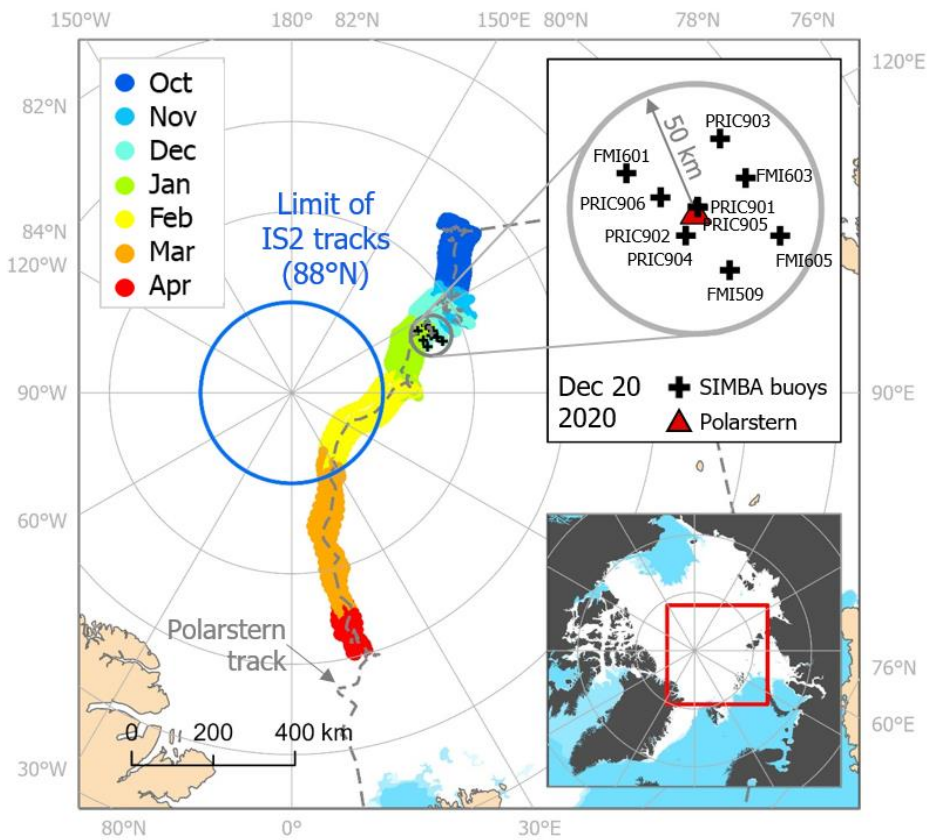 150°W
180°
82°N
150°E
80°N
78°N
76°N
120°E
82°N
84°N
120°W
90°W
60°W
30°W
80°N
0°
30°E
60°E
76°N
90°E
Oct
Nov
Dec
Jan
Feb
Mar
Apr
Limit of
IS2 tracks
(88°N)
50 km
PRIC903
FMI601
FMI603
PRIC906
PRIC901
PRIC905
PRIC902
PRIC904
FMI605
FMI509
Dec 20
2020
SIMBA buoys
Polarstern
Polarstern
track
0 200 400 km